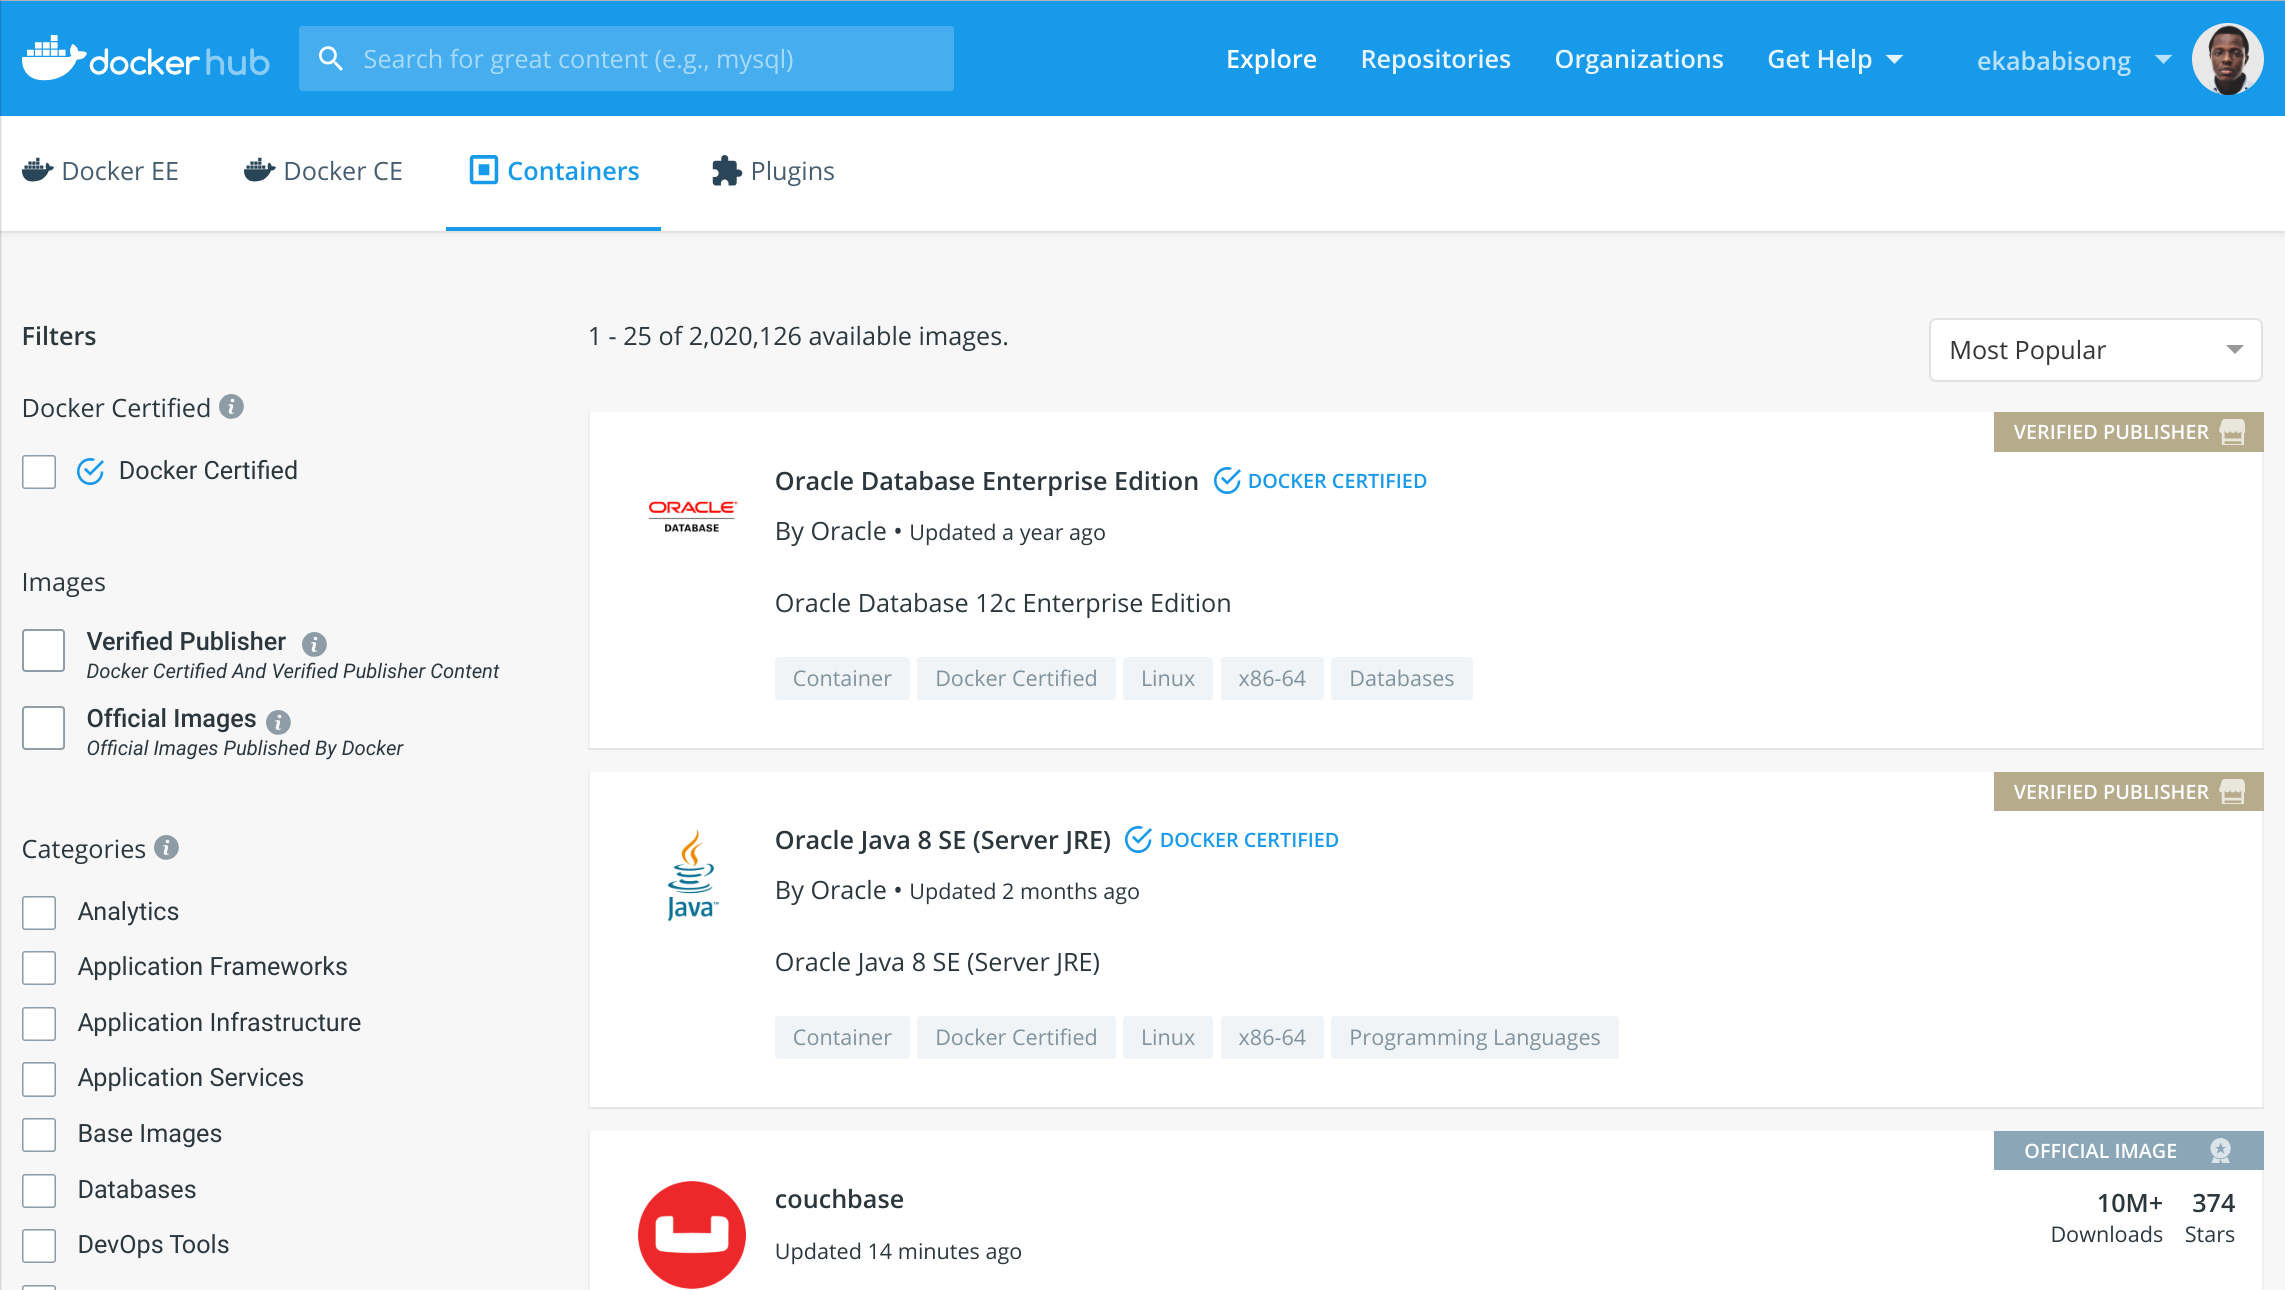 docker hub
Search for great content (e.g., mysql)
Explore
Repositories
Organizations
Get Help
ekababisong
Docker EE
Docker CE
Containers
Plugins
Filters
1 - 25 of 2,020,126 available images.
Most Popular
Docker Certified
Docker Certified
Images
Verified Publisher
Docker Certified And Verified Publisher Content
Official Images
Official Images Published By Docker
Categories
Analytics
Application Frameworks
Application Infrastructure
Application Services
Base Images
Databases
DevOps Tools
VERIFIED PUBLISHER
ORACLE
DATABASE
Oracle Database Enterprise Edition
DOCKER CERTIFIED
By Oracle • Updated a year ago
Oracle Database 12c Enterprise Edition
Container
Docker Certified
Linux
x86-64
Databases
VERIFIED PUBLISHER
Java™
Oracle Java 8 SE (Server JRE)
DOCKER CERTIFIED
By Oracle • Updated 2 months ago
Oracle Java 8 SE (Server JRE)
Container
Docker Certified
Linux
x86-64
Programming Languages
OFFICIAL IMAGE
couchbase
Updated 14 minutes ago
10M+
Downloads
374
Stars